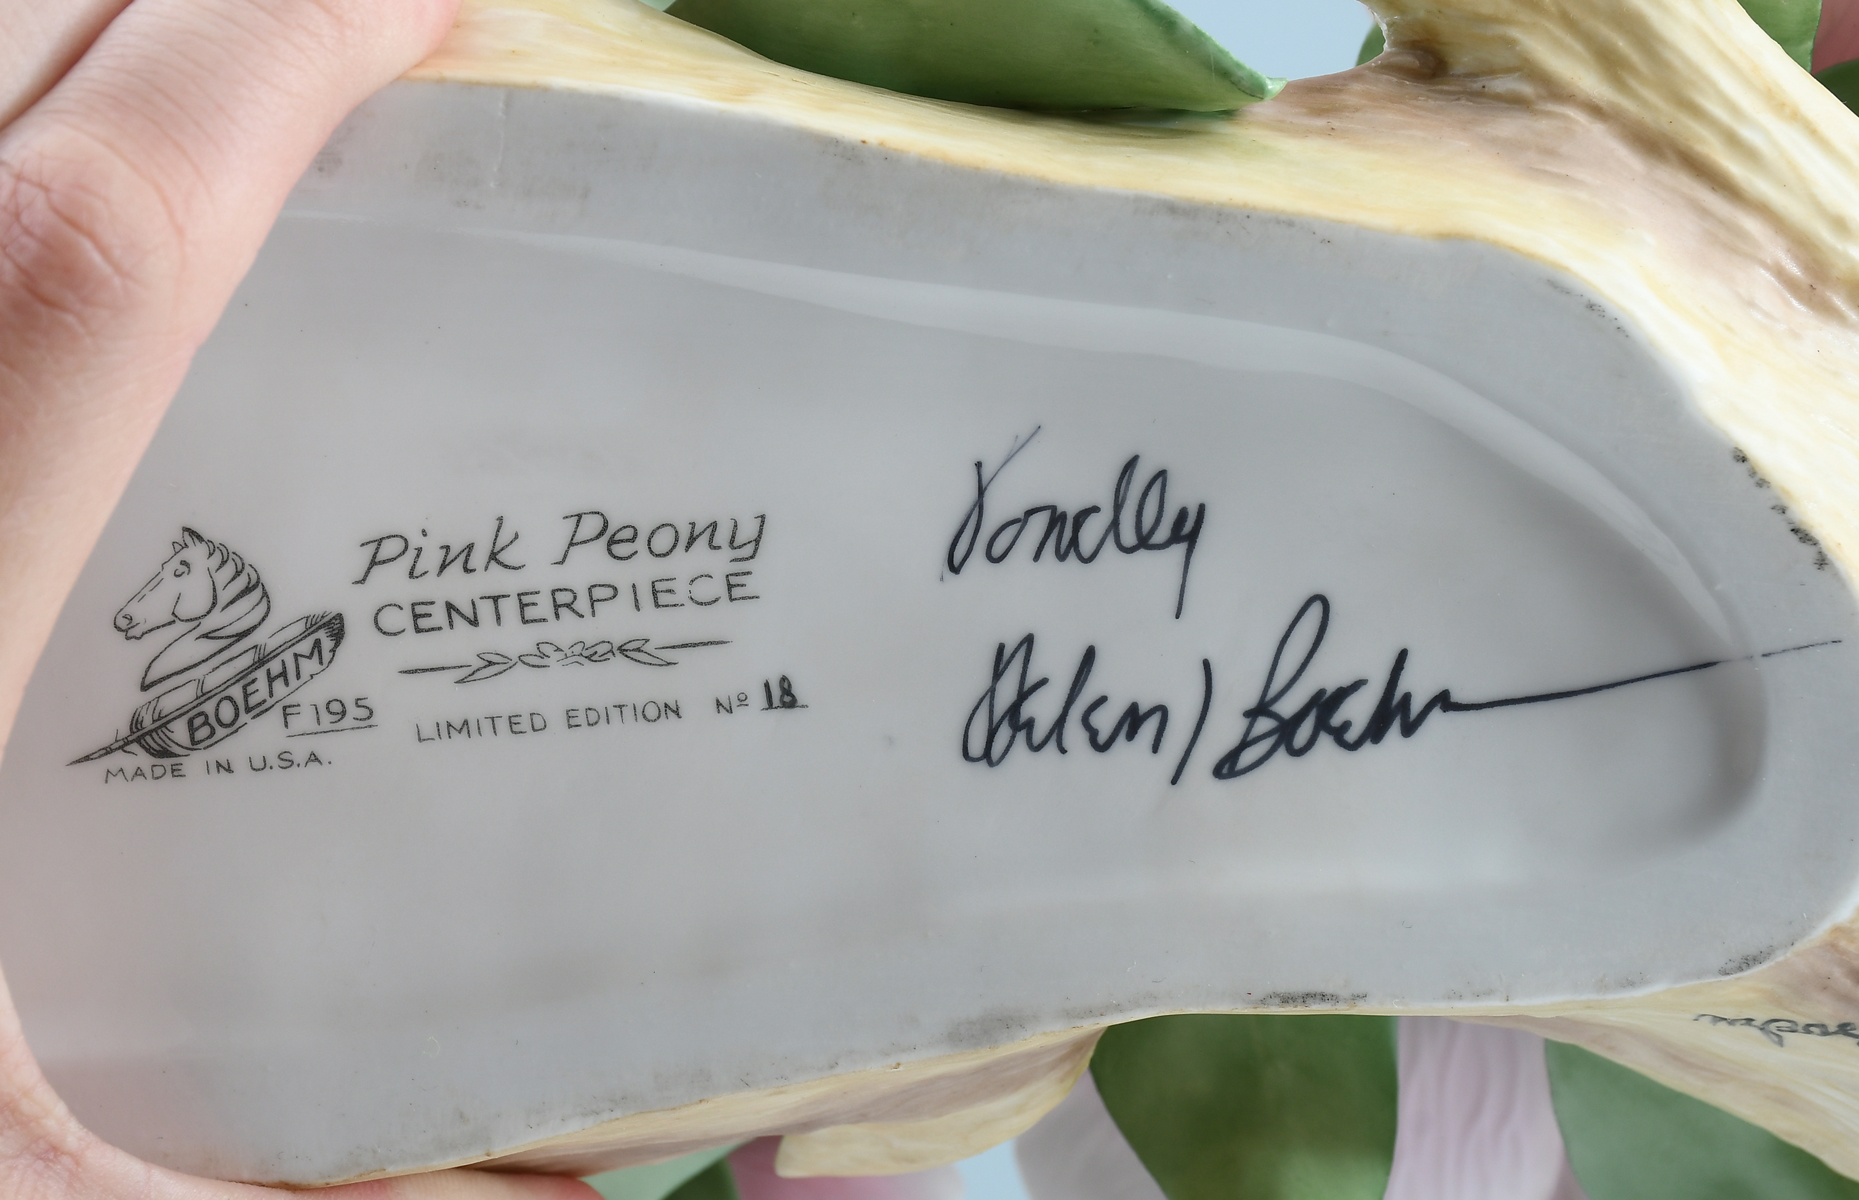 Pink Peony
CENTERPIECE
BOEHM
F195
LIMITED EDITION Nº 18
MADE IN U.S.A.
Fondly
Helen Boehm